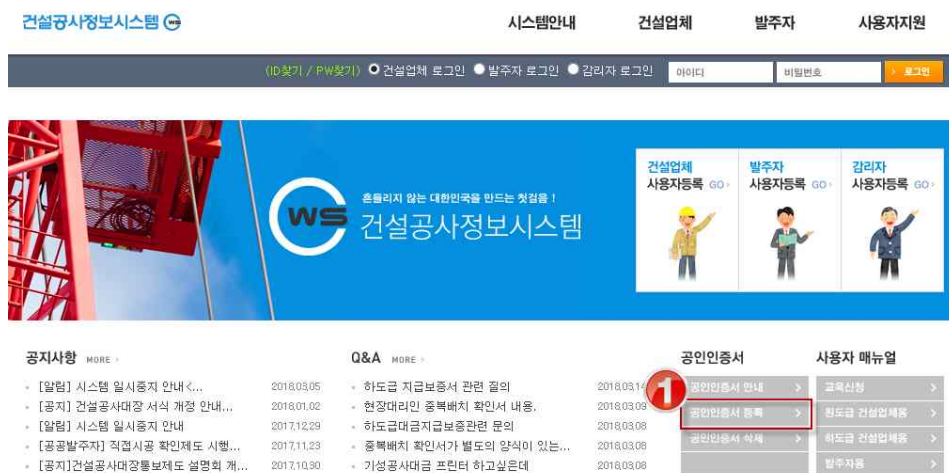 건설공사정보시스템
시스템안내 건설업체 발주자 사용자지원
(ID찾기 / PW찾기) 건설업체 로그인 발주자 로그인 감리자 로그인 아이디 비밀번호 로그인
WS
흔들리지 않는 대한민국을 만드는 첫걸음 !
건설공사정보시스템
건설업체 사용자등록 GO
발주자 사용자등록 GO
감리자 사용자등록 GO
공지사항 MORE
[알림] 시스템 일시중지 안내<... 2018.03.05
[공지] 건설공사대장 서식 개정 안내... 2018.01.02
[알림] 시스템 일시중지 안내 2017.12.29
[공공발주자] 직접시공 확인제도 시행... 2017.11.23
[공지]건설공사대장통보제도 설명회 개... 2017.10.30
Q&A MORE
하도급 지급보증서 관련 질의 2018.03.14
현장대리인 중복배치 확인서 내용. 2018.03.09
하도급대금지급보증관련 문의 2018.03.08
중복배치 확인서가 별도의 양식이 있는... 2018.03.08
기성공사대금 프린터 하고싶은데 2018.03.08
공인인증서
1
공인인증서 안내
공인인증서 등록
공인인증서 삭제
사용자 매뉴얼
교육신청
원도급 건설업체용
하도급 건설업체용
발주자용